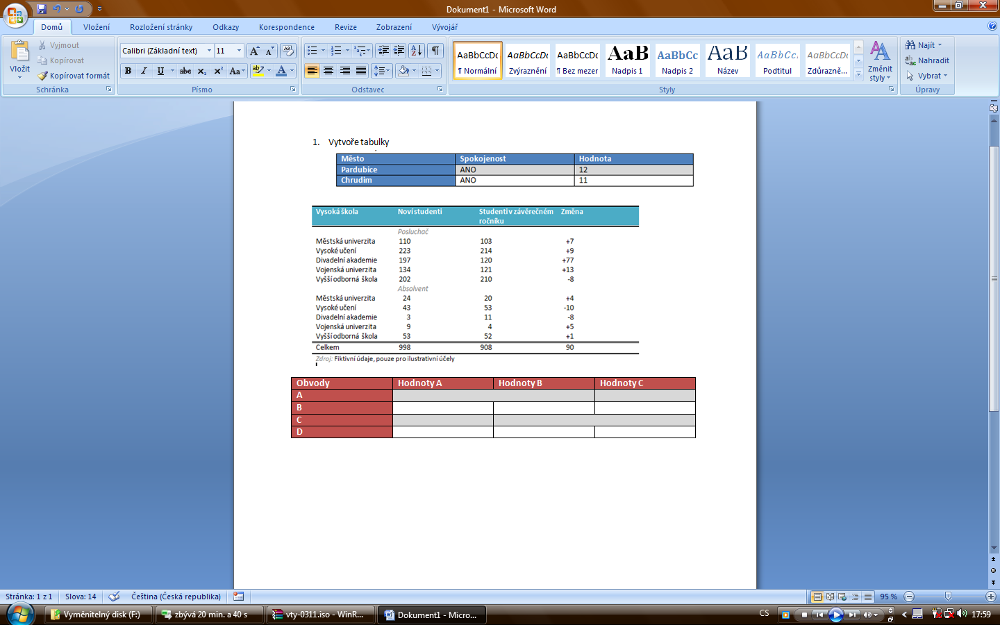 Dokument1 - Microsoft Word
Domů Vložení Rozložení stránky Odkazy Korespondence Revize Zobrazení Vývojář
Vložit
Vyjmout
Kopírovat
Kopírovat formát
Schránka
Calibri (Základní text) 11
Písmo
Odstavec
AaBbCcDc AaBbCcDc AaBbCcDc AaB AaBbCc AaB AaBbCc. AaBbCcDc
¶ Normální Zvýraznění ¶ Bez mezer Nadpis 1 Nadpis 2 Název Podtitul Zdůrazně...
Změnit styly
Styly
Najít
Nahradit
Vybrat
Úpravy
1. Vytvoře tabulky
Město Spokojenost Hodnota
Pardubice ANO 12
Chrudim ANO 11
Vysoká škola Noví studenti Studenti v závěrečném ročníku Změna
Posluchač
Městská univerzita 110 103 +7
Vysoké učení 223 214 +9
Divadelní akademie 197 120 +77
Vojenská univerzita 134 121 +13
Vyšší odborná škola 202 210 -8
Absolvent
Městská univerzita 24 20 +4
Vysoké učení 43 53 -10
Divadelní akademie 3 11 -8
Vojenská univerzita 9 4 +5
Vyšší odborná škola 53 52 +1
Celkem 998 908 90
Zdroj: Fiktivní údaje, pouze pro ilustrativní účely
Obvody Hodnoty A Hodnoty B Hodnoty C
A
B
C
D
Stránka: 1 z 1 Slova: 14 Čeština (Česká republika) 95 %
Vyměnitelný disk (F:) zbývá 20 min. a 40 s vty-0311.iso - WinR... Dokument1 - Micro... CS 17:59